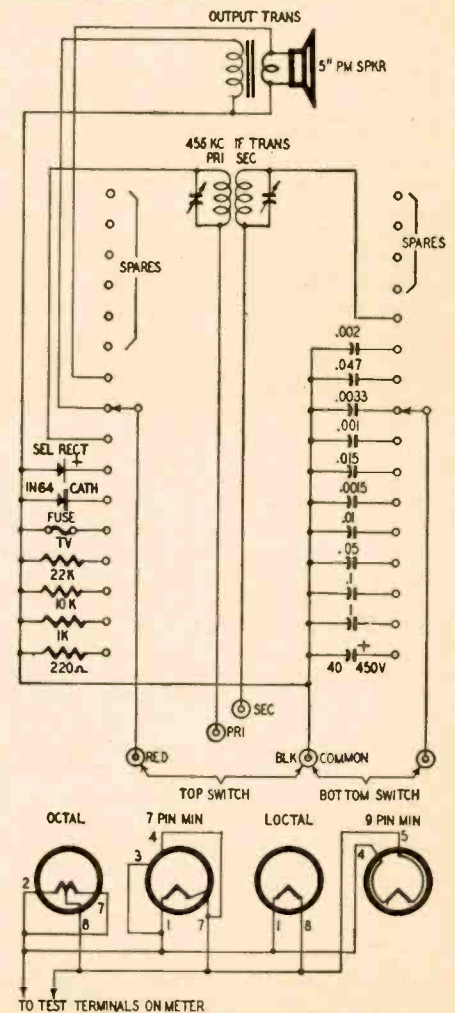 OUTPUT TRANS
5" PM SPKR
456 KC IF TRANS
PRI SEC
SPARES
SPARES
.002
.047
.0033
.001
.015
.0015
.01
.05
.1
.1
+
40 450V
SEL RECT +
1N64 CATH
FUSE
TV
22K
10K
1K
220Ω
SEC
PRI
RED
BLK COMMON
TOP SWITCH
BOTTOM SWITCH
OCTAL
7 PIN MIN
LOCTAL
9 PIN MIN
2 7
8
4
3
1 7
1 8
4 5
TO TEST TERMINALS ON METER